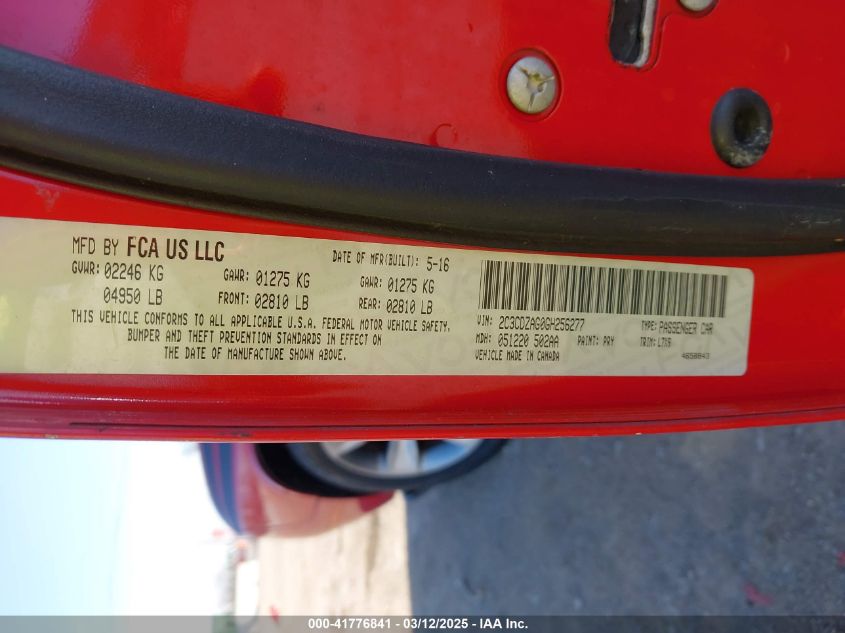 MFD BY FCA US LLC DATE OF MFR(BUILT): 5-16
GVWR: 02246 KG GAWR: 01275 KG GAWR: 01275 KG
04950 LB FRONT: 02810 LB REAR: 02810 LB
THIS VEHICLE CONFORMS TO ALL APPLICABLE U.S.A. FEDERAL MOTOR VEHICLE SAFETY,
BUMPER AND THEFT PREVENTION STANDARDS IN EFFECT ON
THE DATE OF MANUFACTURE SHOWN ABOVE.
VIN: 2C3CDZAG0GH256277 TYPE: PASSENGER CAR
MDH: 051220 502AA PAINT: PRY TRIM: L7X9
VEHICLE MADE IN CANADA 4658843
000-41776841 - 03/12/2025 - IAA Inc.